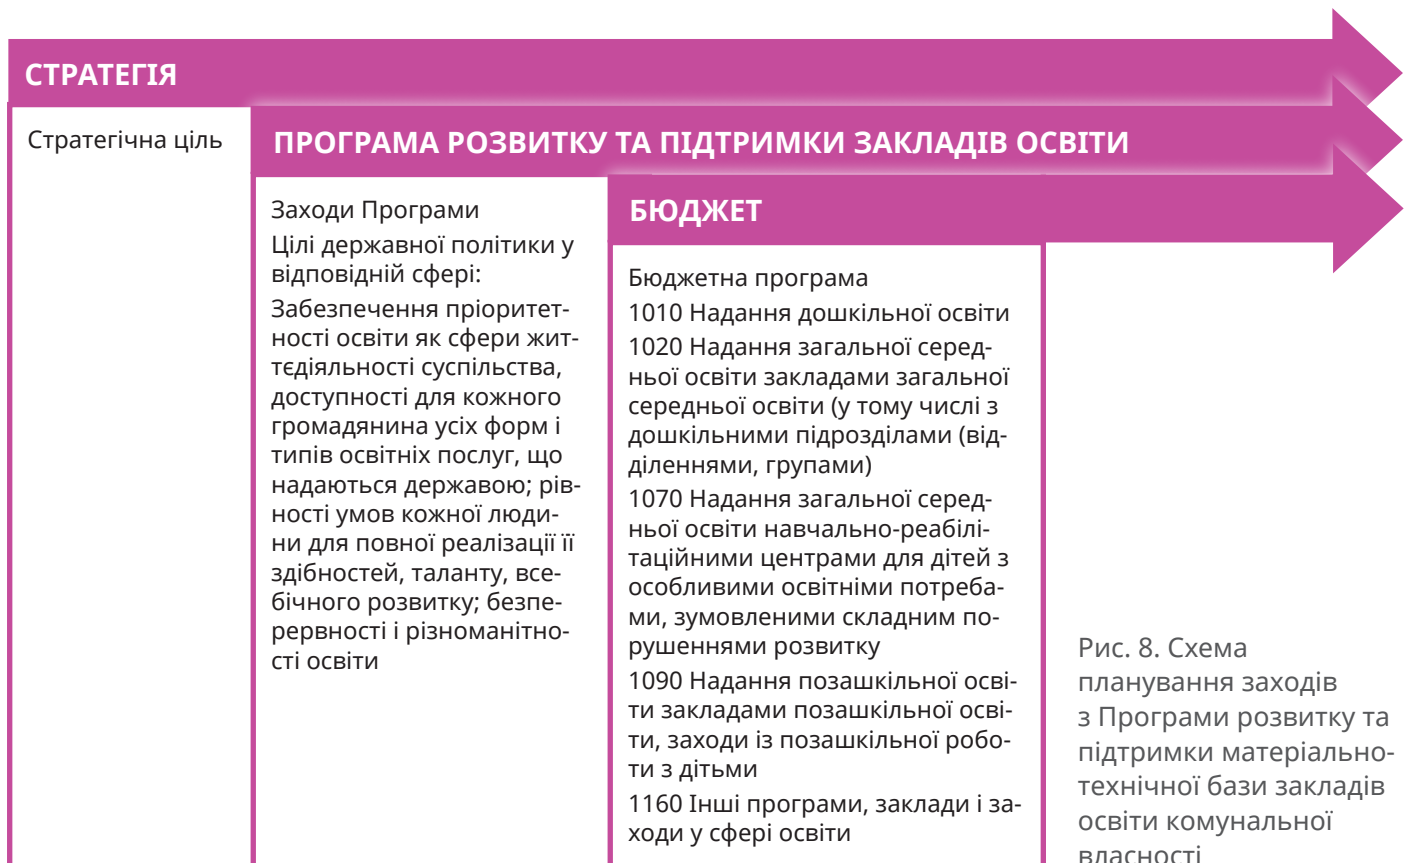 СТРАТЕГІЯ
Стратегічна ціль
ПРОГРАМА РОЗВИТКУ ТА ПІДТРИМКИ ЗАКЛАДІВ ОСВІТИ
Заходи Програми
Цілі державної політики у
відповідній сфері:
Забезпечення пріоритет-
ності освіти як сфери жит-
тєдіяльності суспільства,
доступності для кожного
громадянина усіх форм і
типів освітніх послуг, що
надаються державою; рів-
ності умов кожної люди-
ни для повної реалізації її
здібностей, таланту, все-
бічного розвитку; безпе-
рервності і різноманітно-
сті освіти
БЮДЖЕТ
Бюджетна програма
1010 Надання дошкільної освіти
1020 Надання загальної серед-
ньої освіти закладами загальної
середньої освіти (у тому числі з
дошкільними підрозділами (від-
діленнями, групами)
1070 Надання загальної серед-
ньої освіти навчально-реабілі-
таційними центрами для дітей з
особливими освітніми потреба-
ми, зумовленими складним по-
рушеннями розвитку
1090 Надання позашкільної осві-
ти закладами позашкільної осві-
ти, заходи із позашкільної робо-
ти з дітьми
1160 Інші програми, заклади і за-
ходи у сфері освіти
Рис. 8. Схема
планування заходів
з Програми розвитку та
підтримки матеріально-
технічної бази закладів
освіти комунальної
власності